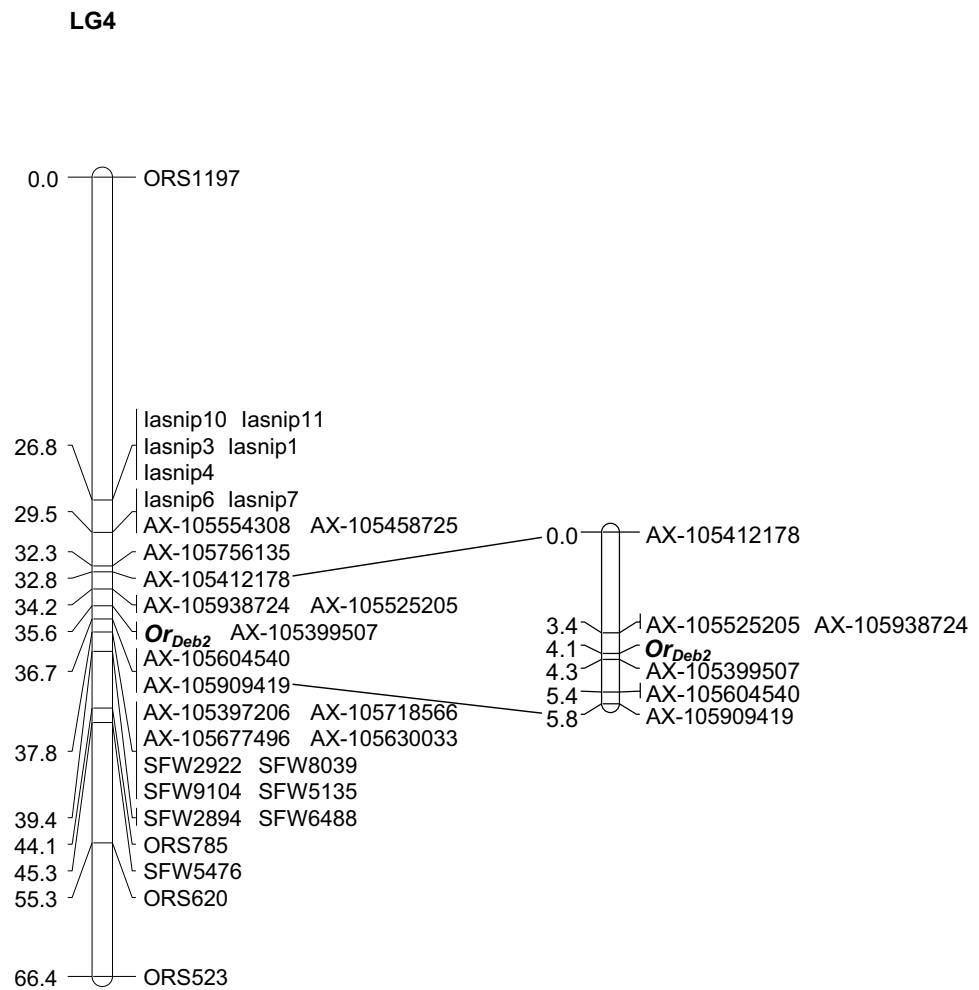 LG4
0.0 ORS1197
Iasnip10 Iasnip11
26.8 Iasnip3 Iasnip1
Iasnip4
Iasnip6 Iasnip7
29.5 AX-105554308 AX-105458725
32.3 AX-105756135
32.8 AX-105412178
34.2 AX-105938724 AX-105525205
35.6 OrDeb2 AX-105399507
AX-105604540
36.7 AX-105909419
AX-105397206 AX-105718566
37.8 AX-105677496 AX-105630033
SFW2922 SFW8039
SFW9104 SFW5135
39.4 SFW2894 SFW6488
44.1 ORS785
45.3 SFW5476
55.3 ORS620
66.4 ORS523
0.0 AX-105412178
3.4 AX-105525205 AX-105938724
4.1 OrDeb2
4.3 AX-105399507
5.4 AX-105604540
5.8 AX-105909419